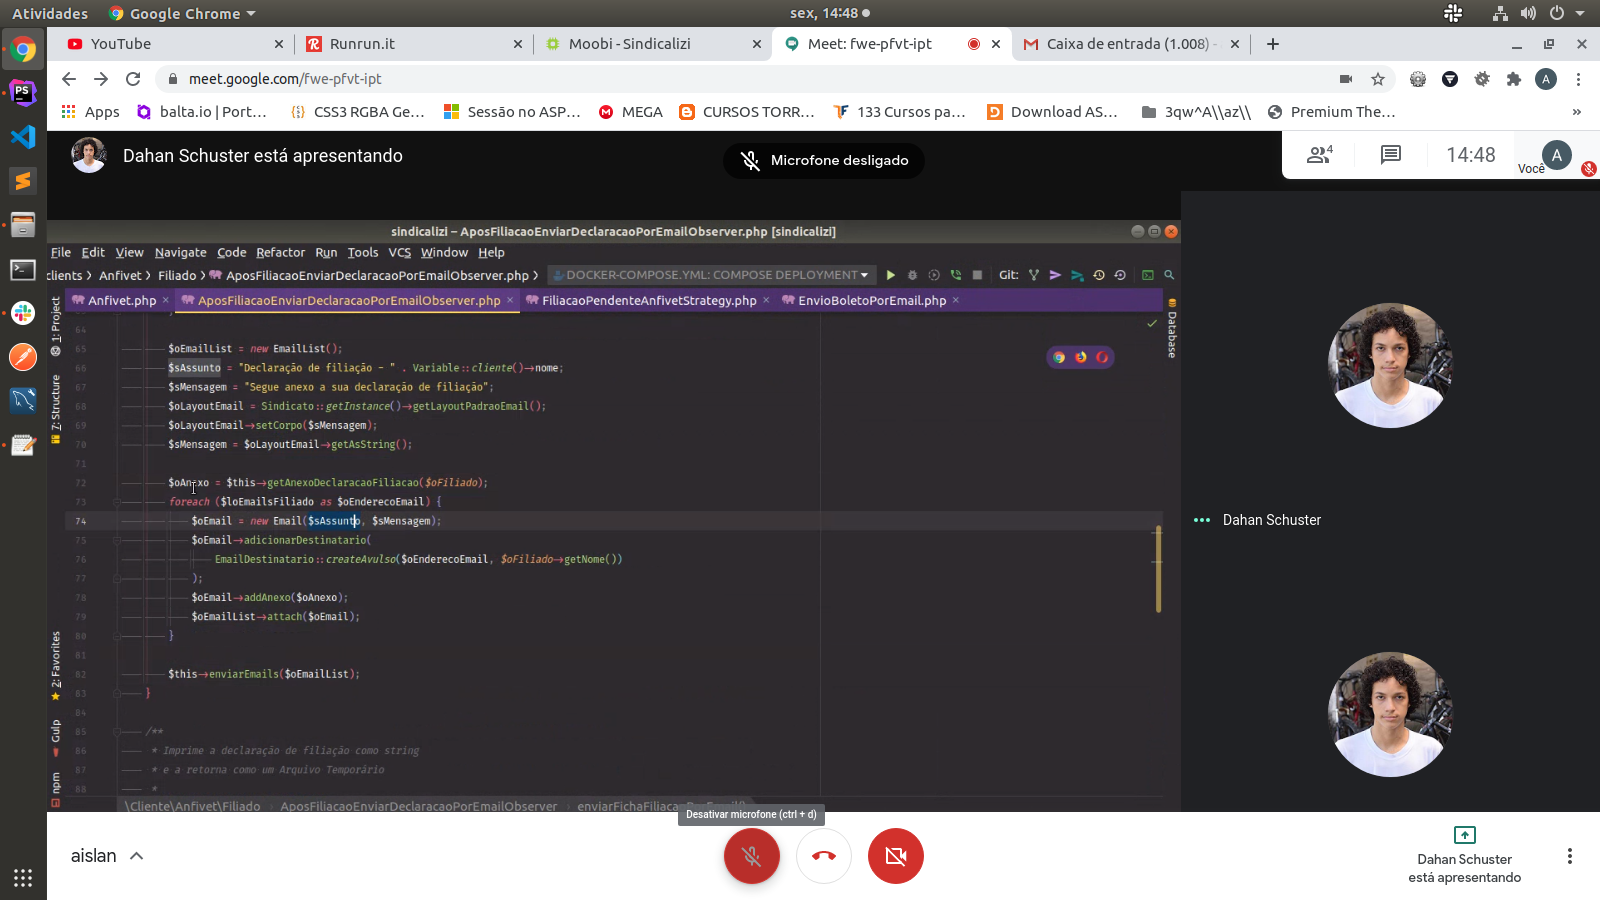 Atividades
Google Chrome
sex, 14:48
YouTube
Runrun.it
Moobi - Sindicalizi
Meet: fwe-pfvt-ipt
Caixa de entrada (1.008) -
meet.google.com/fwe-pfvt-ipt
A
Apps
balta.io | Port...
CSS3 RGBA Ge...
Sessão no ASP...
MEGA
CURSOS TORR...
133 Cursos pa...
Download AS...
3qw^A\\az\\
Premium The...
»
Dahan Schuster está apresentando
Microfone desligado
4
14:48
Você
A
sindicalizi – AposFiliacaoEnviarDeclaracaoPorEmailObserver.php [sindicalizi]
File Edit View Navigate Code Refactor Run Tools VCS Window Help
clients
Anfivet
Filiado
AposFiliacaoEnviarDeclaracaoPorEmailObserver.php
DOCKER-COMPOSE.YML: COMPOSE DEPLOYMENT
Git:
Anfivet.php
AposFiliacaoEnviarDeclaracaoPorEmailObserver.php
FiliacaoPendenteAnfivetStrategy.php
EnvioBoletoPorEmail.php
1: Project
7: Structure
2: Favorites
Gulp
npm
Database
64
65 $oEmailList = new EmailList();
66 $sAssunto = "Declaração de filiação - " . Variable::cliente()→nome;
67 $sMensagem = "Segue anexo a sua declaração de filiação";
68 $oLayoutEmail = Sindicato::getInstance()→getLayoutPadraoEmail();
69 $oLayoutEmail→setCorpo($sMensagem);
70 $sMensagem = $oLayoutEmail→getAsString();
71
72 $oAnexo = $this→getAnexoDeclaracaoFiliacao($oFiliado);
73 foreach ($loEmailsFiliado as $oEnderecoEmail) {
74 $oEmail = new Email($sAssunto, $sMensagem);
75 $oEmail→adicionarDestinatario(
76 EmailDestinatario::createAvulso($oEnderecoEmail, $oFiliado→getNome())
77 );
78 $oEmail→addAnexo($oAnexo);
79 $oEmailList→attach($oEmail);
80 }
81
82 $this→enviarEmails($oEmailList);
83 }
84
85 /**
86 * Imprime a declaração de filiação como string
87 * e a retorna como um Arquivo Temporário
88 *
\Cliente\Anfivet\Filiado
AposFiliacaoEnviarDeclaracaoPorEmailObserver
Dahan Schuster
Desativar microfone (ctrl + d)
aislan
Dahan Schuster
está apresentando